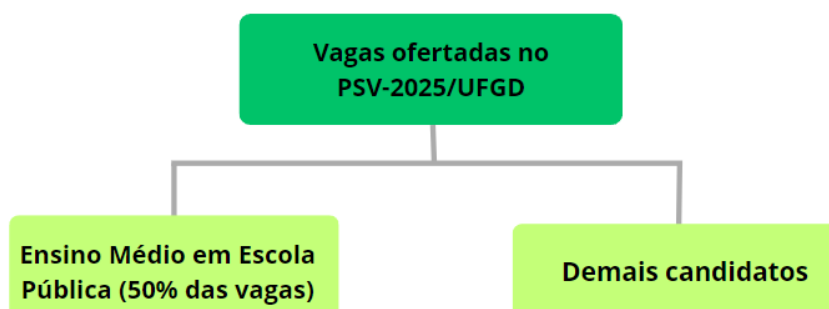 Vagas ofertadas no
PSV-2025/UFGD
Ensino Médio em Escola
Pública (50% das vagas)
Demais candidatos